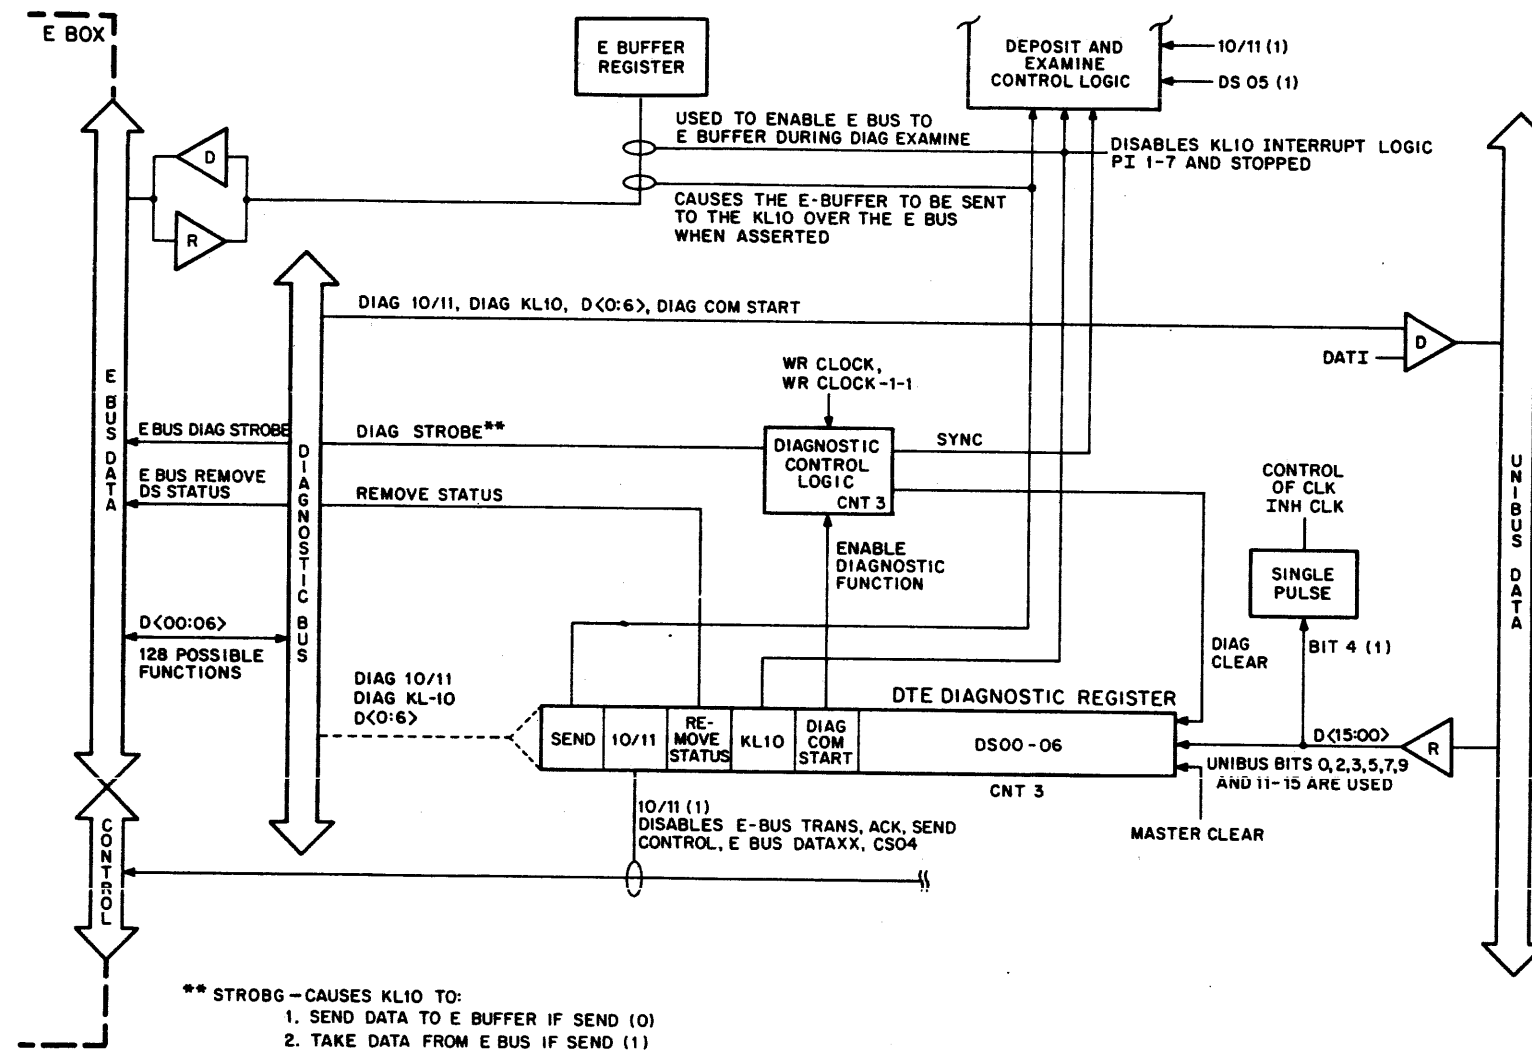 E BOX
E BUFFER
REGISTER
DEPOSIT AND
EXAMINE
CONTROL LOGIC
10/11 (1)
DS 05 (1)
USED TO ENABLE E BUS TO
E BUFFER DURING DIAG EXAMINE
DISABLES KL10 INTERRUPT LOGIC
PI 1-7 AND STOPPED
D
R
CAUSES THE E-BUFFER TO BE SENT
TO THE KL10 OVER THE E BUS
WHEN ASSERTED
DIAG 10/11, DIAG KL10, D<0:6>, DIAG COM START
D
DATI
WR CLOCK,
WR CLOCK-1-1
E BUS DATA
E BUS DIAG STROBE
DIAG STROBE**
DIAGNOSTIC
CONTROL
LOGIC
CNT 3
SYNC
E BUS REMOVE
DS STATUS
REMOVE STATUS
DIAGNOSTIC BUS
CONTROL
OF CLK
INH CLK
UNIBUS DATA
ENABLE
DIAGNOSTIC
FUNCTION
SINGLE
PULSE
D<00:06>
128 POSSIBLE
FUNCTIONS
DIAG
CLEAR
BIT 4 (1)
DIAG 10/11
DIAG KL-10
D<0:6>
DTE DIAGNOSTIC REGISTER
SEND
10/11
RE-
MOVE
STATUS
KL10
DIAG
COM
START
DS00-06
D<15:00>
R
UNIBUS BITS 0,2,3,5,7,9
AND 11-15 ARE USED
CNT 3
MASTER CLEAR
10/11 (1)
DISABLES E-BUS TRANS, ACK, SEND
CONTROL, E BUS DATAXX, CS04
CONTROL
** STROBG-CAUSES KL10 TO:
1. SEND DATA TO E BUFFER IF SEND (0)
2. TAKE DATA FROM E BUS IF SEND (1)